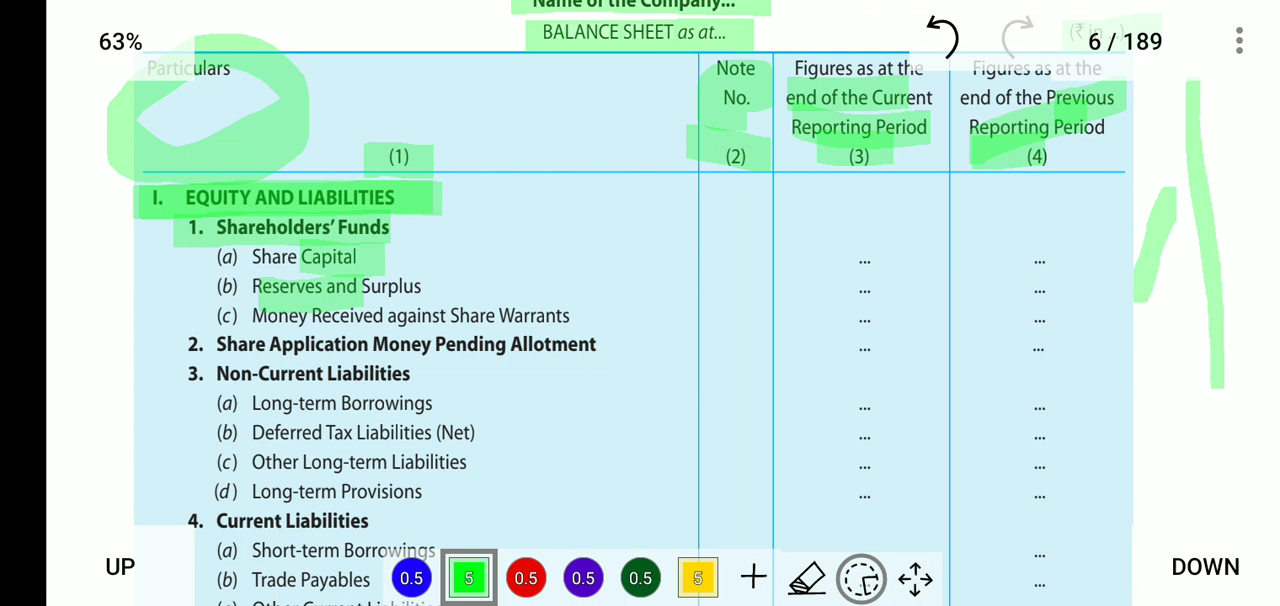 Name of the Company...
BALANCE SHEET as at...
63%
6 / 189
Particulars
(1)
Note
No.
(2)
Figures as at the
end of the Current
Reporting Period
(3)
Figures as at the
end of the Previous
Reporting Period
(4)
I. EQUITY AND LIABILITIES
1. Shareholders' Funds
(a) Share Capital ... ...
(b) Reserves and Surplus ... ...
(c) Money Received against Share Warrants ... ...
2. Share Application Money Pending Allotment ... ...
3. Non-Current Liabilities
(a) Long-term Borrowings ... ...
(b) Deferred Tax Liabilities (Net) ... ...
(c) Other Long-term Liabilities ... ...
(d) Long-term Provisions ... ...
4. Current Liabilities
(a) Short-term Borrowings ...
(b) Trade Payables ...
UP
0.5 5 0.5 0.5 0.5 5
DOWN